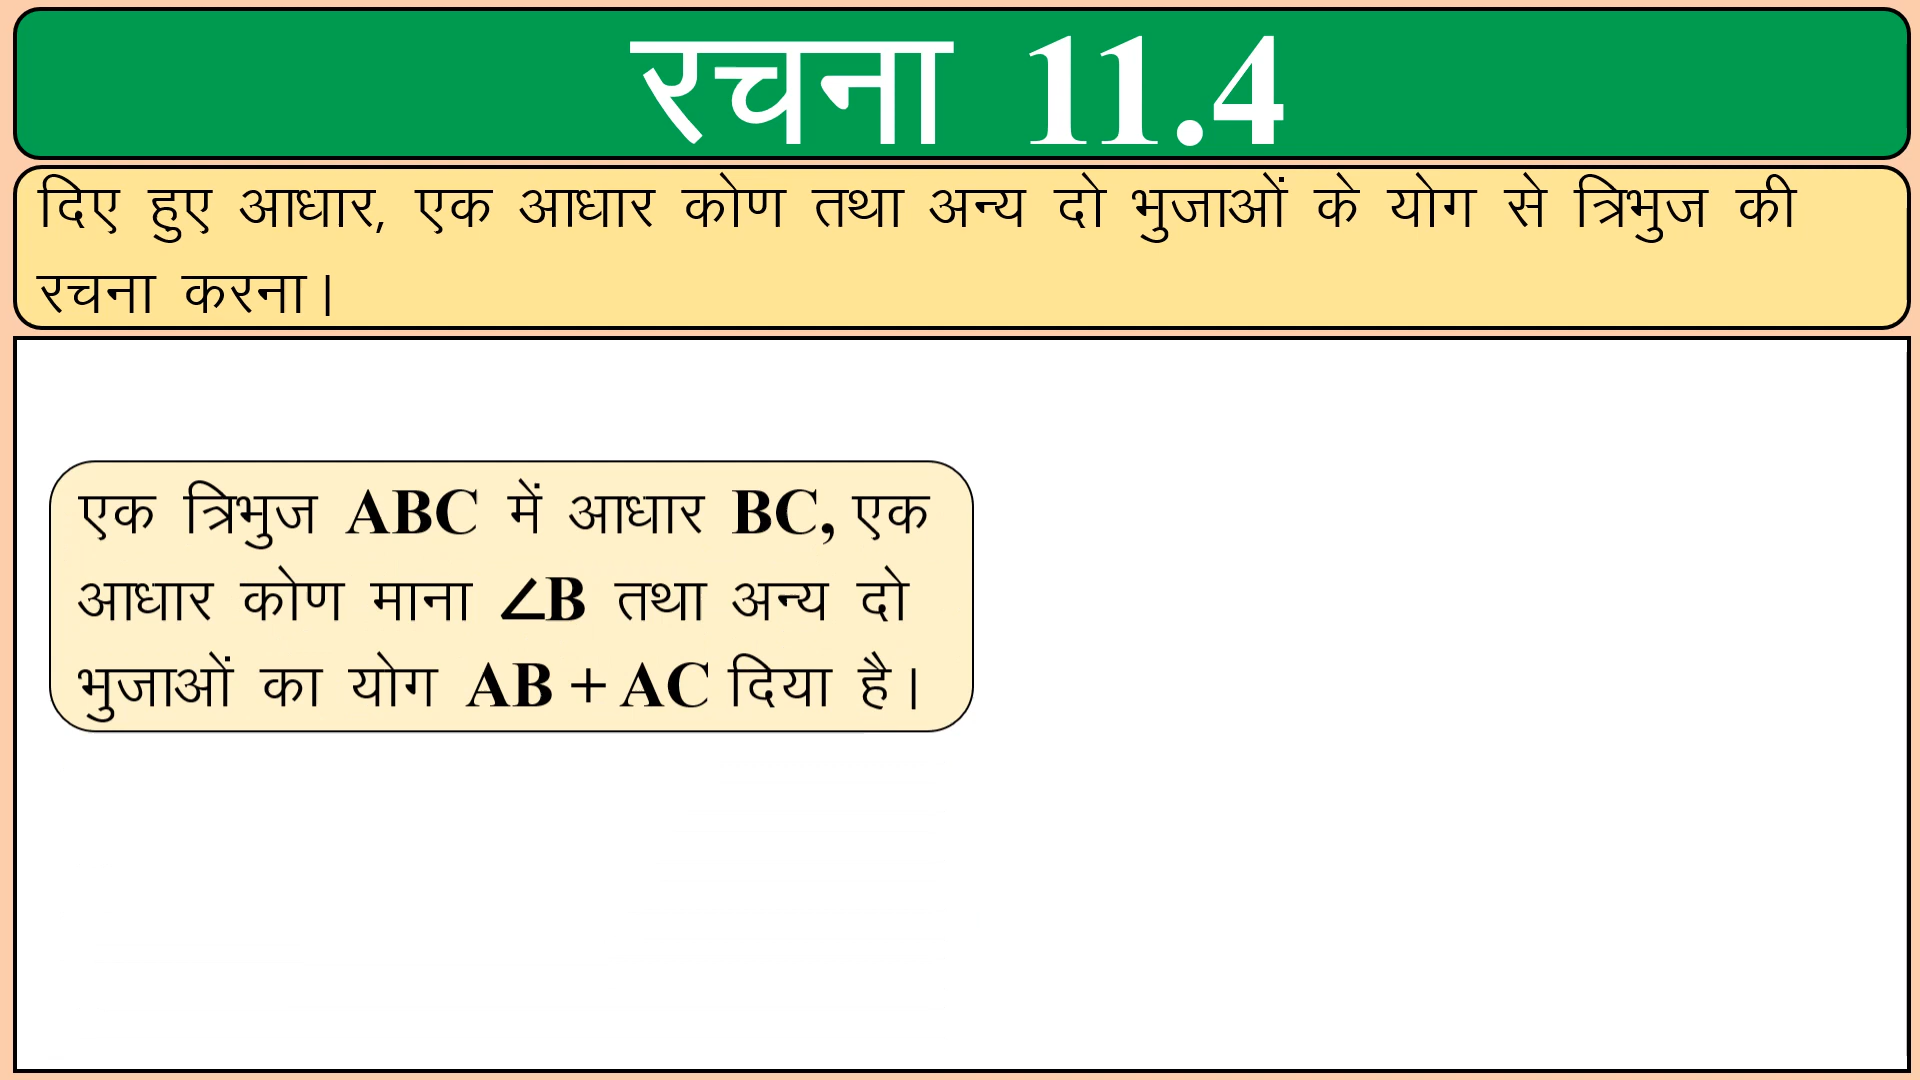 रचना 11.4
दिए हुए आधार, एक आधार कोण तथा अन्य दो भुजाओं के योग से त्रिभुज की
रचना करना।
एक त्रिभुज ABC में आधार BC, एक
आधार कोण माना ∠B तथा अन्य दो
भुजाओं का योग AB + AC दिया है।